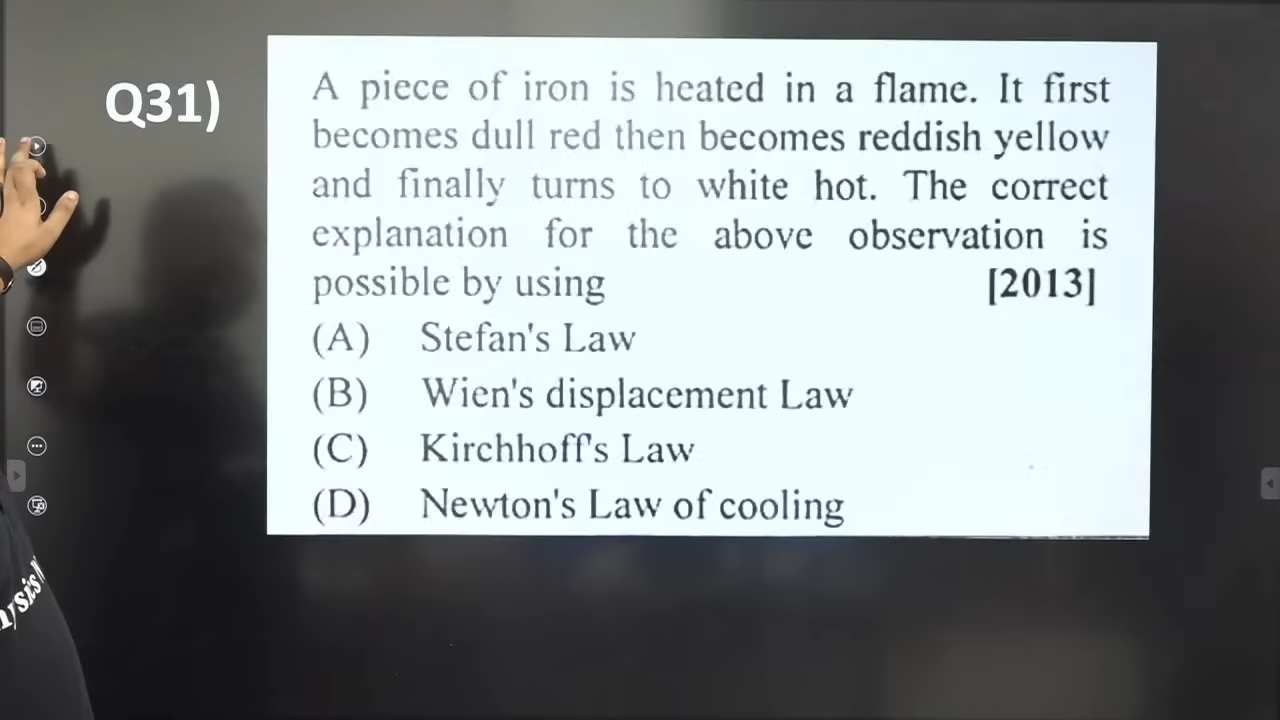 Q31)
A piece of iron is heated in a flame. It first
becomes dull red then becomes reddish yellow
and finally turns to white hot. The correct
explanation for the above observation is
possible by using [2013]
(A) Stefan's Law
(B) Wien's displacement Law
(C) Kirchhoff's Law
(D) Newton's Law of cooling